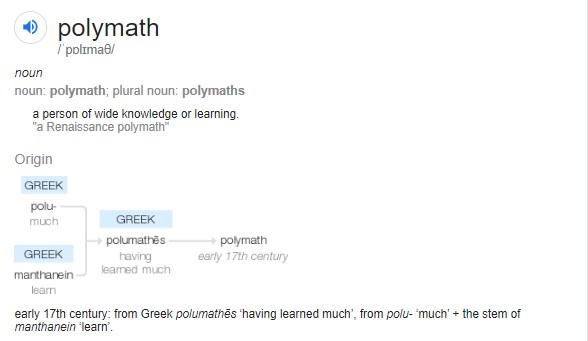 polymath
/ˈpɒlɪmaθ/
noun
noun: polymath; plural noun: polymaths
a person of wide knowledge or learning.
"a Renaissance polymath"
Origin
GREEK
polu-
much
GREEK
manthanein
learn
GREEK
polumathēs
having
learned much
polymath
early 17th century
early 17th century: from Greek polumathēs ‘having learned much’, from polu- ‘much’ + the stem of
manthanein ‘learn’.